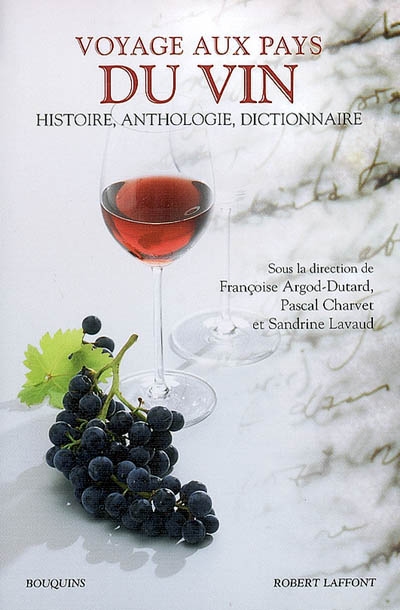 VOYAGE AUX PAYS
DU VIN
HISTOIRE, ANTHOLOGIE, DICTIONNAIRE
Sous la direction de
Françoise Argod-Dutard,
Pascal Charvet
et Sandrine Lavaud
BOUQUINS
ROBERT LAFFONT